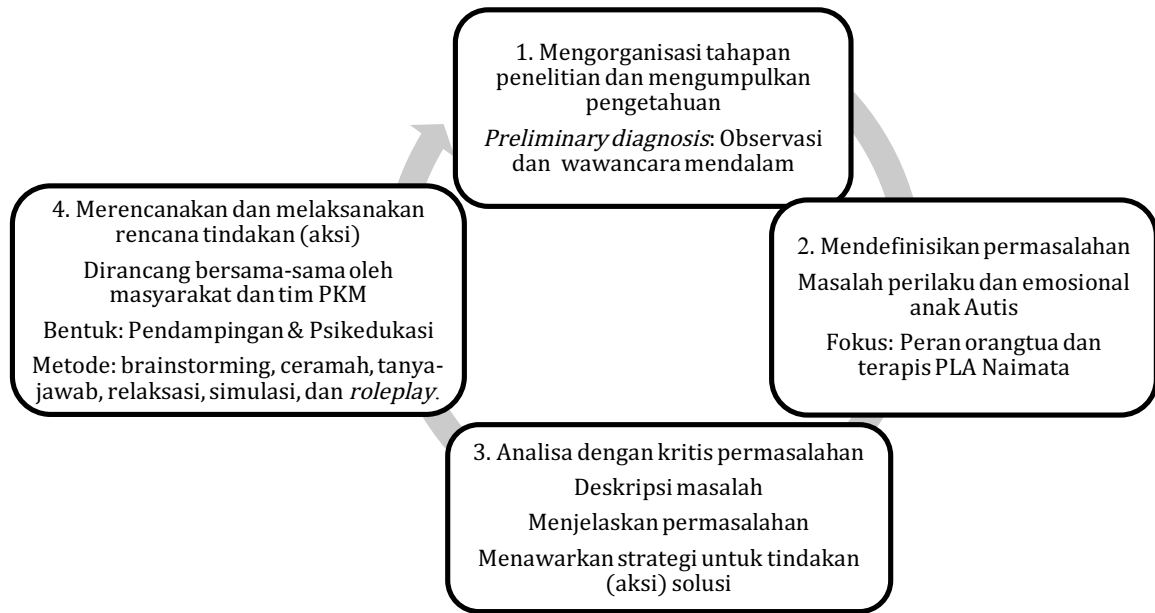 1. Mengorganisasi tahapan
penelitian dan mengumpulkan
pengetahuan
Preliminary diagnosis: Observasi
dan wawancara mendalam
2. Mendefinisikan permasalahan
Masalah perilaku dan emosional
anak Autis
Fokus: Peran orangtua dan
terapis PLA Naimata
3. Analisa dengan kritis permasalahan
Deskripsi masalah
Menjelaskan permasalahan
Menawarkan strategi untuk tindakan
(aksi) solusi
4. Merencanakan dan melaksanakan
rencana tindakan (aksi)
Dirancang bersama-sama oleh
masyarakat dan tim PKM
Bentuk: Pendampingan & Psikedukasi
Metode: brainstorming, ceramah, tanya-
jawab, relaksasi, simulasi, dan roleplay.